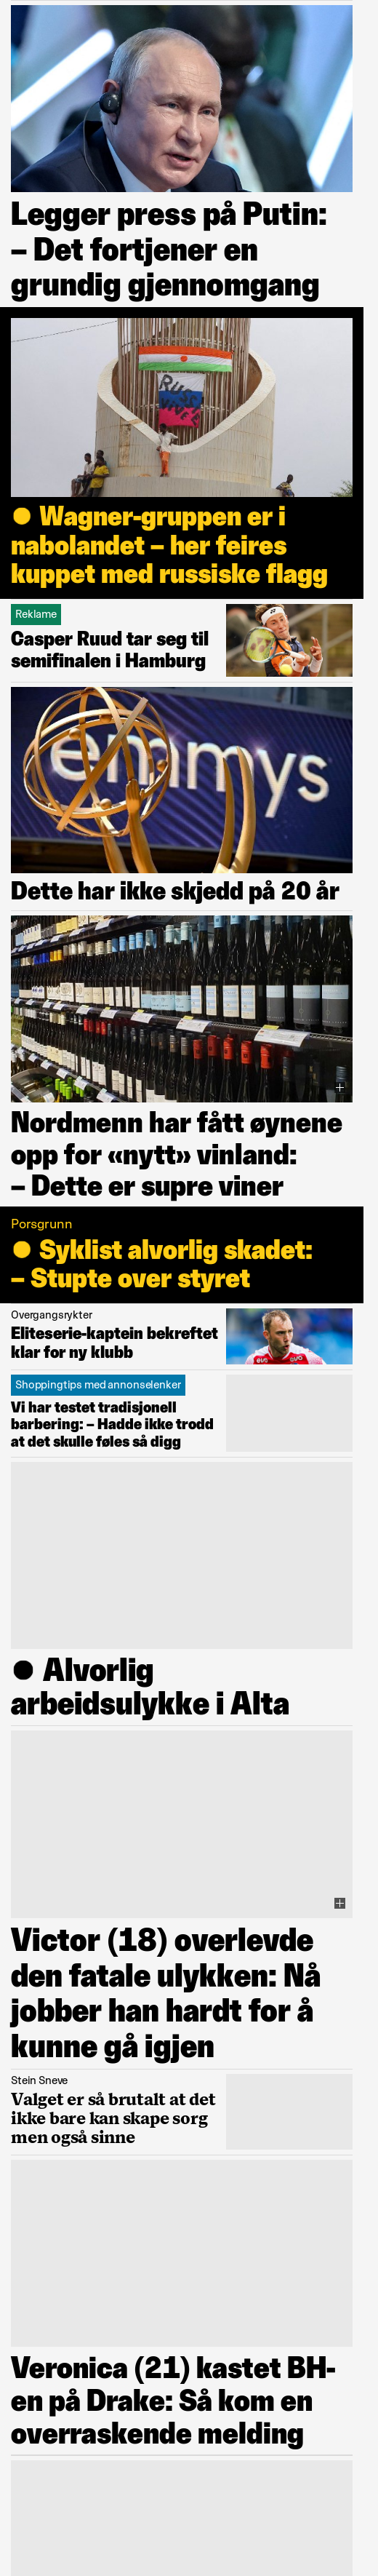 Legger press på Putin:
– Det fortjener en
grundig gjennomgang
RUSS
● Wagner-gruppen er i
nabolandet – her feires
kuppet med russiske flagg
Reklame
Casper Ruud tar seg til
semifinalen i Hamburg
emmys
Dette har ikke skjedd på 20 år
Nordmenn har fått øynene
opp for «nytt» vinland:
– Dette er supre viner
Porsgrunn
● Syklist alvorlig skadet:
– Stupte over styret
Overgangsrykter
Eliteserie-kaptein bekreftet
klar for ny klubb
Shoppingtips med annonselenker
Vi har testet tradisjonell
barbering: – Hadde ikke trodd
at det skulle føles så digg
● Alvorlig
arbeidsulykke i Alta
Victor (18) overlevde
den fatale ulykken: Nå
jobber han hardt for å
kunne gå igjen
Stein Sneve
Valget er så brutalt at det
ikke bare kan skape sorg
men også sinne
Veronica (21) kastet BH-
en på Drake: Så kom en
overraskende melding